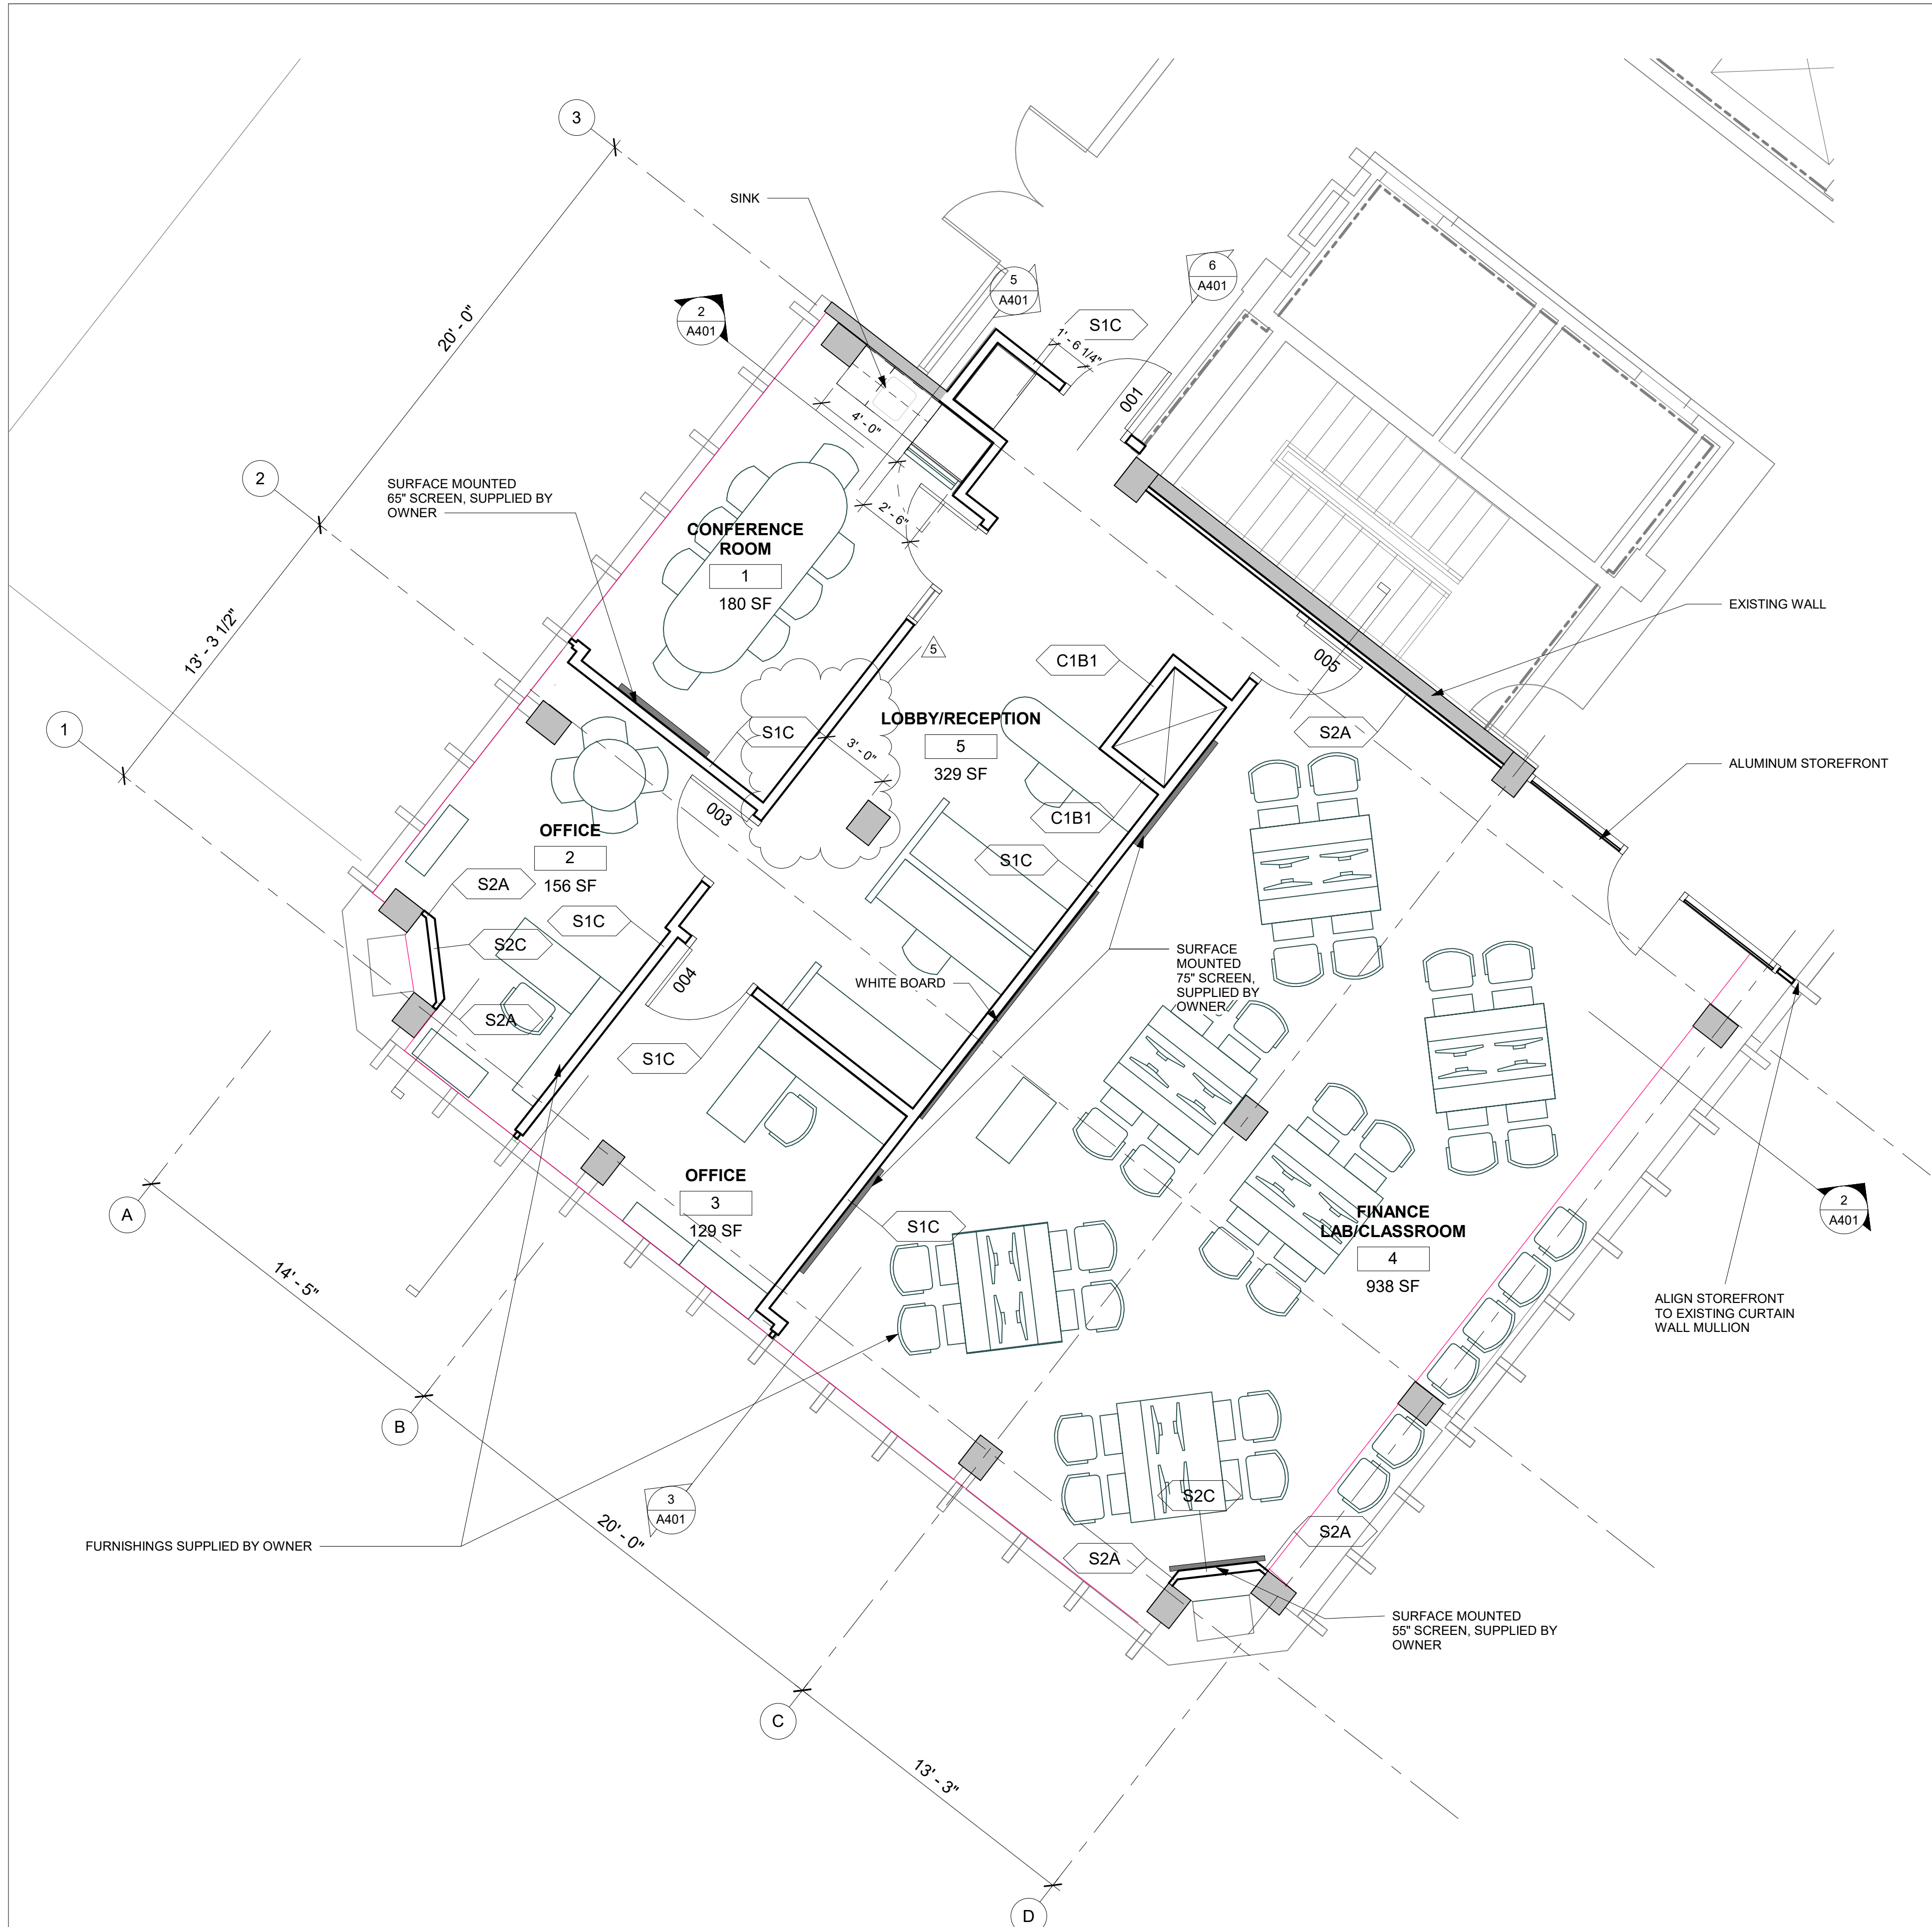 3
SINK
5
A401
6
A401
2
A401
S1C
1' - 6 1/4"
20' - 0"
001
4' - 0"
2
SURFACE MOUNTED
65" SCREEN, SUPPLIED BY
OWNER
2' - 6"
CONFERENCE
ROOM
1
180 SF
EXISTING WALL
13' - 3 1/2"
5
C1B1
005
1
S1C
LOBBY/RECEPTION
5
329 SF
3' - 0"
S2A
ALUMINUM STOREFRONT
003
C1B1
OFFICE
2
156 SF
S1C
S2A
S1C
S2C
004
WHITE BOARD
SURFACE
MOUNTED
75" SCREEN,
SUPPLIED BY
OWNER
S2A
S1C
A
OFFICE
3
129 SF
S1C
FINANCE
LAB/CLASSROOM
4
938 SF
2
A401
14' - 5"
ALIGN STOREFRONT
TO EXISTING CURTAIN
WALL MULLION
B
3
A401
S2C
20' - 0"
FURNISHINGS SUPPLIED BY OWNER
S2A
S2A
SURFACE MOUNTED
55" SCREEN, SUPPLIED BY
OWNER
C
13' - 3"
D